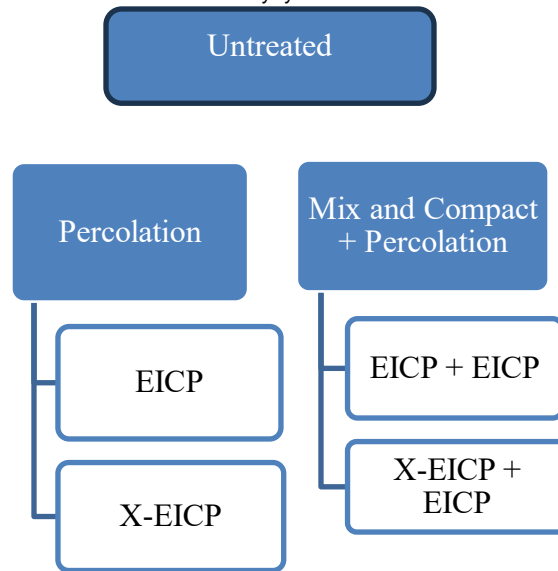 Untreated
Percolation
Mix and Compact
+ Percolation
EICP
X-EICP
EICP + EICP
X-EICP +
EICP